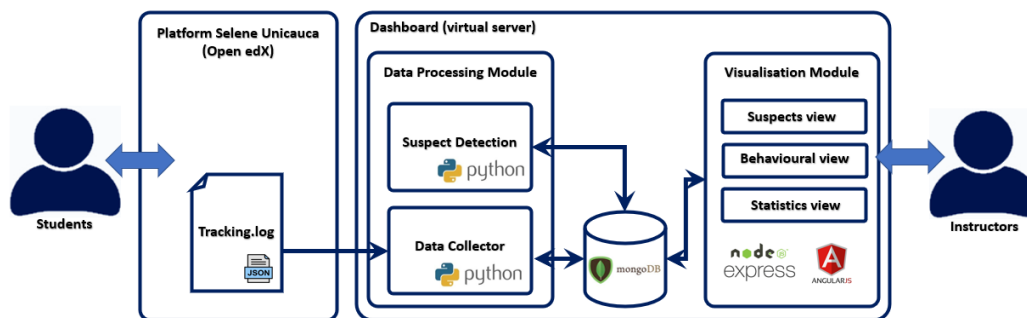 Platform Selene Unicauca
(Open edX)
Dashboard (virtual server)
Data Processing Module
Visualisation Module
Suspect Detection
python
Suspects view
Behavioural view
Statistics view
Students
Tracking.log
JSON
Data Collector
python
mongoDB
node
JS
express
ANGULARJS
Instructors